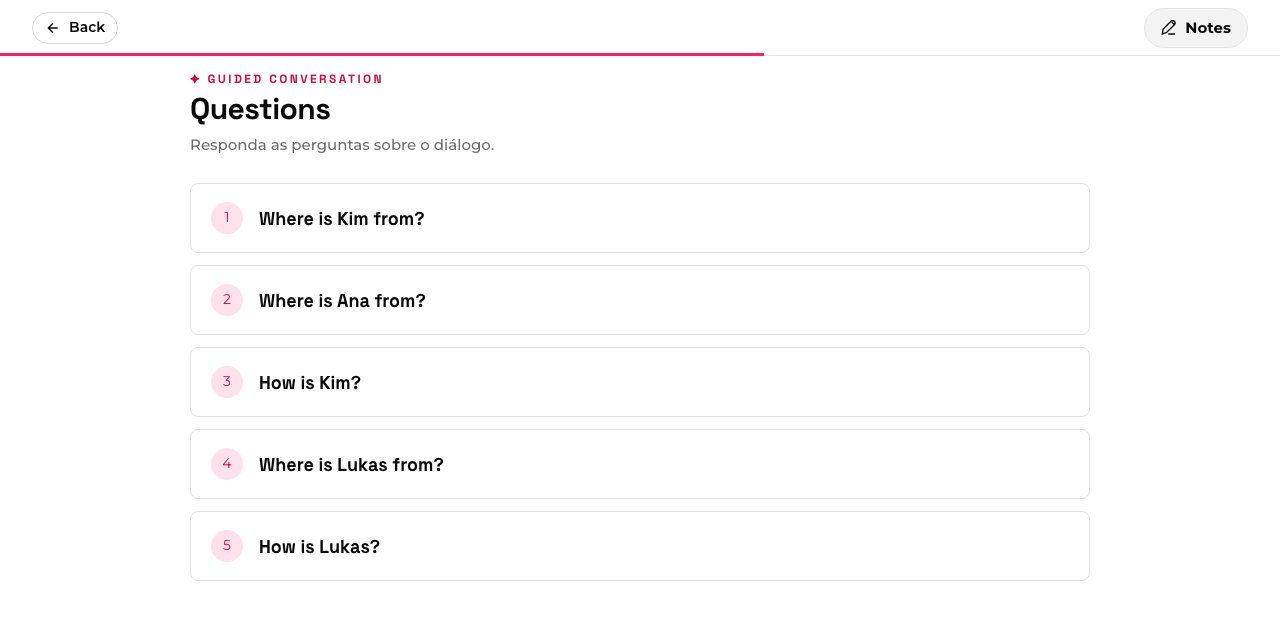 Back
Notes
GUIDED CONVERSATION
Questions
Responda as perguntas sobre o diálogo.
1 Where is Kim from?
2 Where is Ana from?
3 How is Kim?
4 Where is Lukas from?
5 How is Lukas?